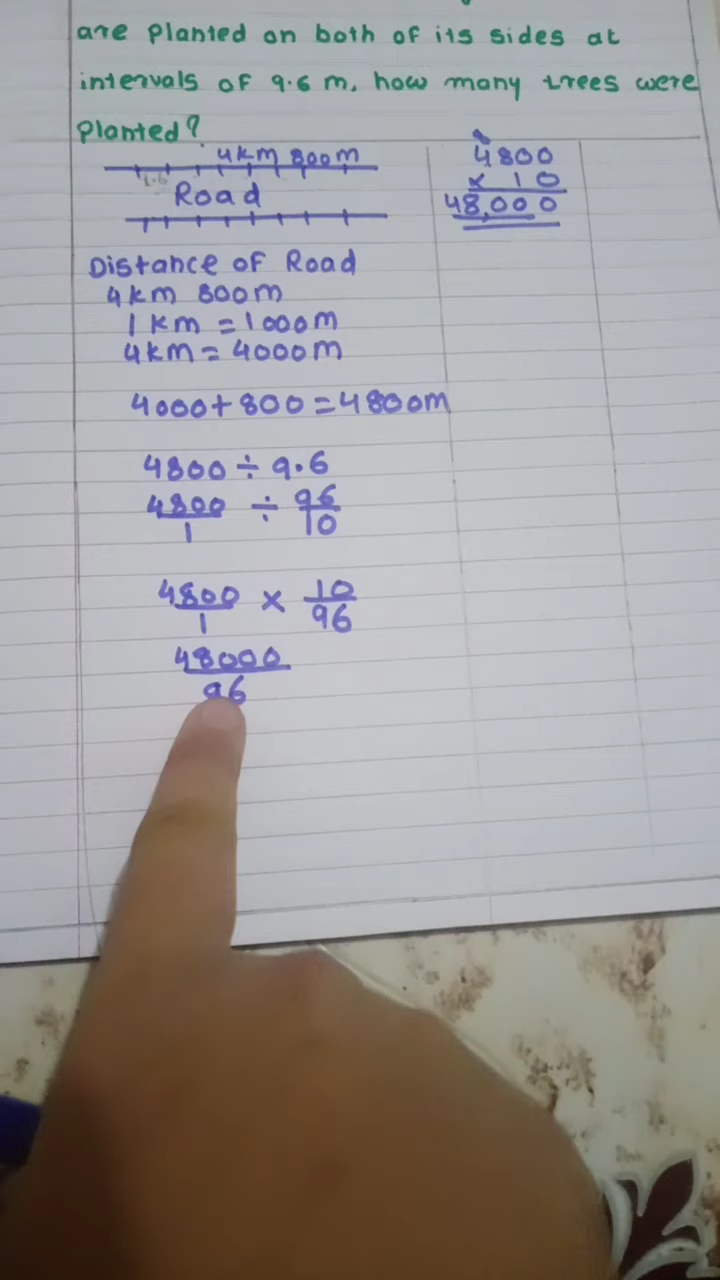 are planted on both of its sides at
intervals of 9.6 m, how many trees were
planted?
4km 800m
Road
4800
× 10
48,000
Distance of Road
4km 800m
1 km = 1000m
4km = 4000m
4000+800=4800m
4800 ÷ 9.6
4800/1 ÷ 96/10
4800/1 × 10/96
48000/96